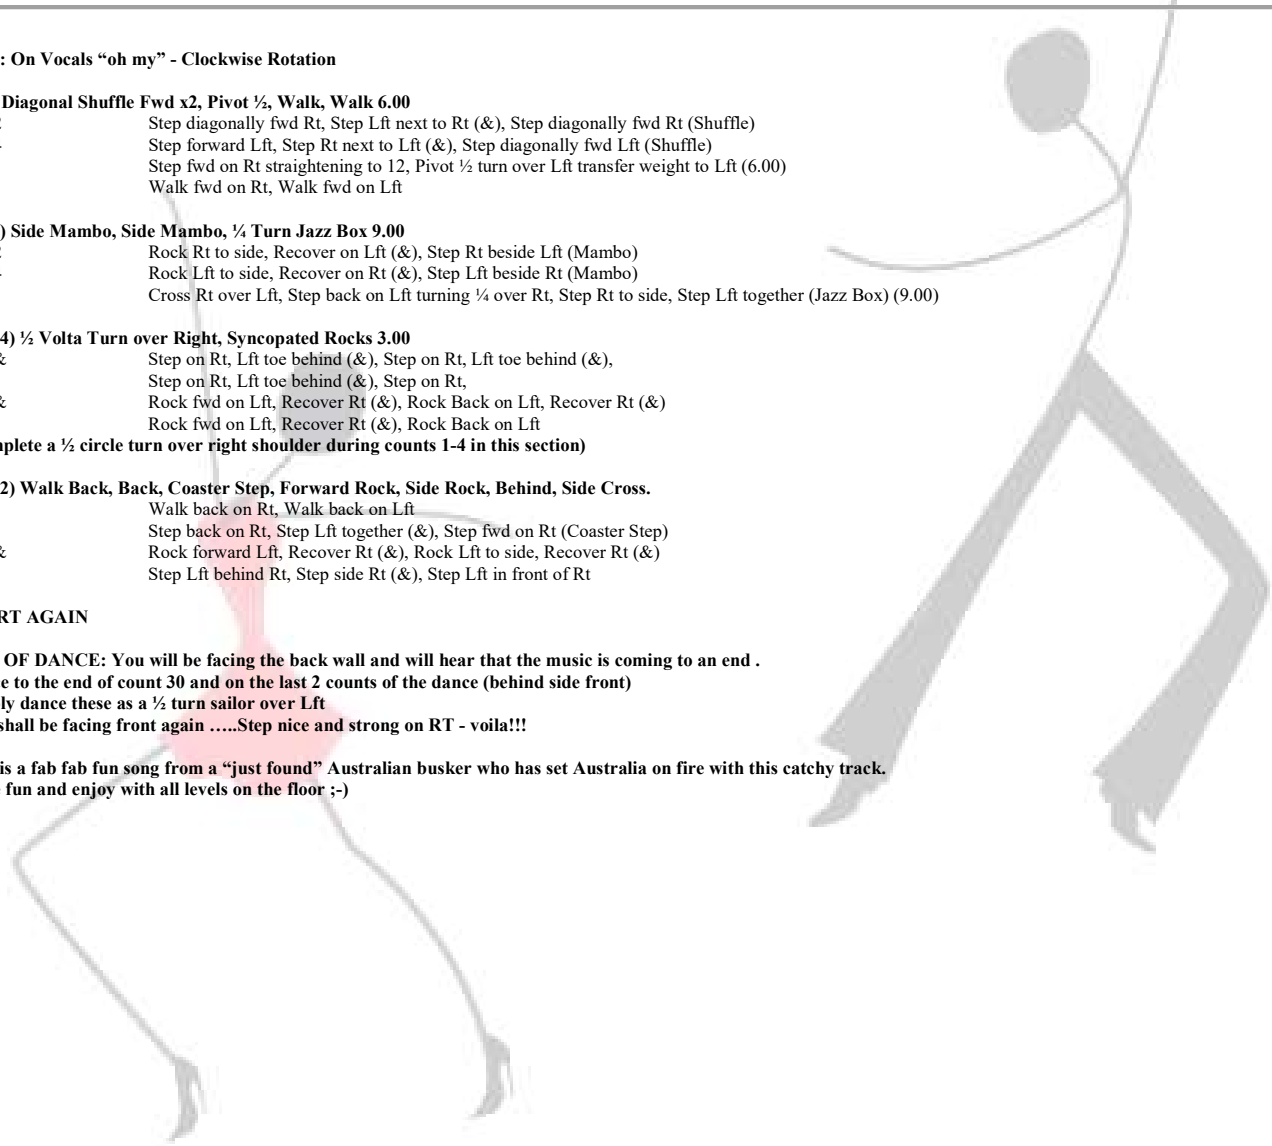 : On Vocals “oh my” - Clockwise Rotation
Diagonal Shuffle Fwd x2, Pivot ½, Walk, Walk 6.00
Step diagonally fwd Rt, Step Lft next to Rt (&), Step diagonally fwd Rt (Shuffle)
Step forward Lft, Step Rt next to Lft (&), Step diagonally fwd Lft (Shuffle)
Step fwd on Rt straightening to 12, Pivot ½ turn over Lft transfer weight to Lft (6.00)
Walk fwd on Rt, Walk fwd on Lft
) Side Mambo, Side Mambo, ¼ Turn Jazz Box 9.00
Rock Rt to side, Recover on Lft (&), Step Rt beside Lft (Mambo)
Rock Lft to side, Recover on Rt (&), Step Lft beside Rt (Mambo)
Cross Rt over Lft, Step back on Lft turning ¼ over Rt, Step Rt to side, Step Lft together (Jazz Box) (9.00)
4) ½ Volta Turn over Right, Syncopated Rocks 3.00
& Step on Rt, Lft toe behind (&), Step on Rt, Lft toe behind (&),
Step on Rt, Lft toe behind (&), Step on Rt,
& Rock fwd on Lft, Recover Rt (&), Rock Back on Lft, Recover Rt (&)
Rock fwd on Lft, Recover Rt (&), Rock Back on Lft
nplete a ½ circle turn over right shoulder during counts 1-4 in this section)
2) Walk Back, Back, Coaster Step, Forward Rock, Side Rock, Behind, Side Cross.
Walk back on Rt, Walk back on Lft
Step back on Rt, Step Lft together (&), Step fwd on Rt (Coaster Step)
& Rock forward Lft, Recover Rt (&), Rock Lft to side, Recover Rt (&)
Step Lft behind Rt, Step side Rt (&), Step Lft in front of Rt
RT AGAIN
OF DANCE: You will be facing the back wall and will hear that the music is coming to an end .
e to the end of count 30 and on the last 2 counts of the dance (behind side front)
ly dance these as a ½ turn sailor over Lft
shall be facing front again …..Step nice and strong on RT - voila!!!
is a fab fab fun song from a “just found” Australian busker who has set Australia on fire with this catchy track.
fun and enjoy with all levels on the floor ;-)